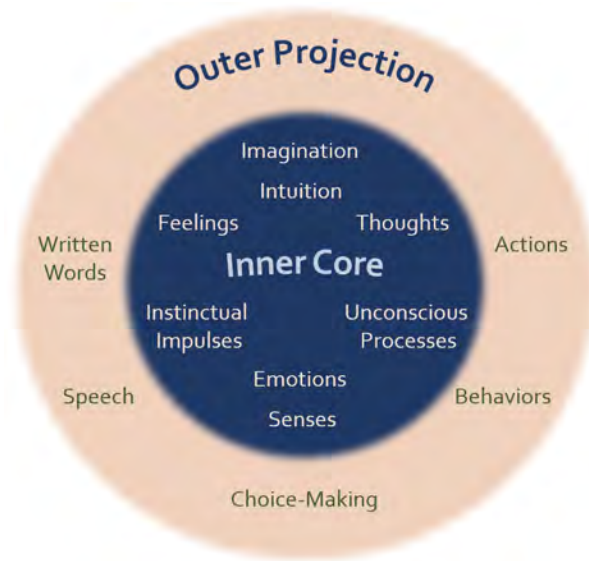 Outer Projection
Imagination
Intuition
Feelings
Thoughts
Written
Words
Actions
Inner Core
Instinctual
Impulses
Unconscious
Processes
Emotions
Speech
Behaviors
Senses
Choice-Making